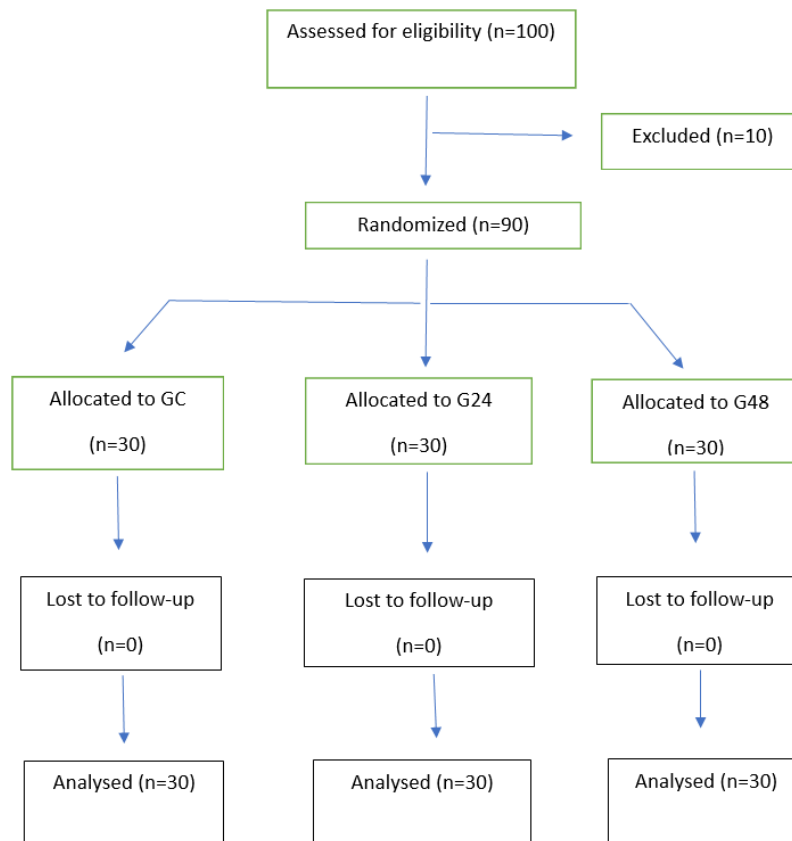 Assessed for eligibility (n=100)
Excluded (n=10)
Randomized (n=90)
Allocated to GC
(n=30)
Allocated to G24
(n=30)
Allocated to G48
(n=30)
Lost to follow-up
(n=0)
Lost to follow-up
(n=0)
Lost to follow-up
(n=0)
Analysed (n=30)
Analysed (n=30)
Analysed (n=30)